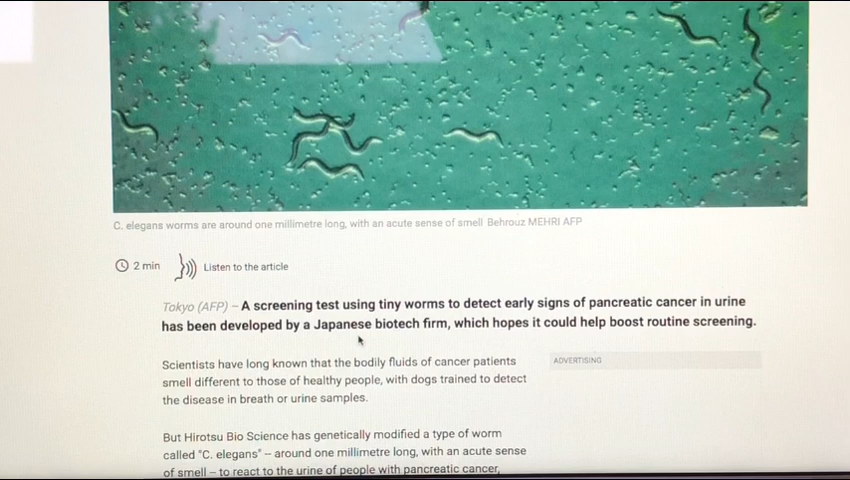 C. elegans worms are around one millimetre long, with an acute sense of smell Behrouz MEHRI AFP
2 min Listen to the article
Tokyo (AFP) – A screening test using tiny worms to detect early signs of pancreatic cancer in urine
has been developed by a Japanese biotech firm, which hopes it could help boost routine screening.
ADVERTISING
Scientists have long known that the bodily fluids of cancer patients
smell different to those of healthy people, with dogs trained to detect
the disease in breath or urine samples.
But Hirotsu Bio Science has genetically modified a type of worm
called "C. elegans" – around one millimetre long, with an acute sense
of smell – to react to the urine of people with pancreatic cancer,